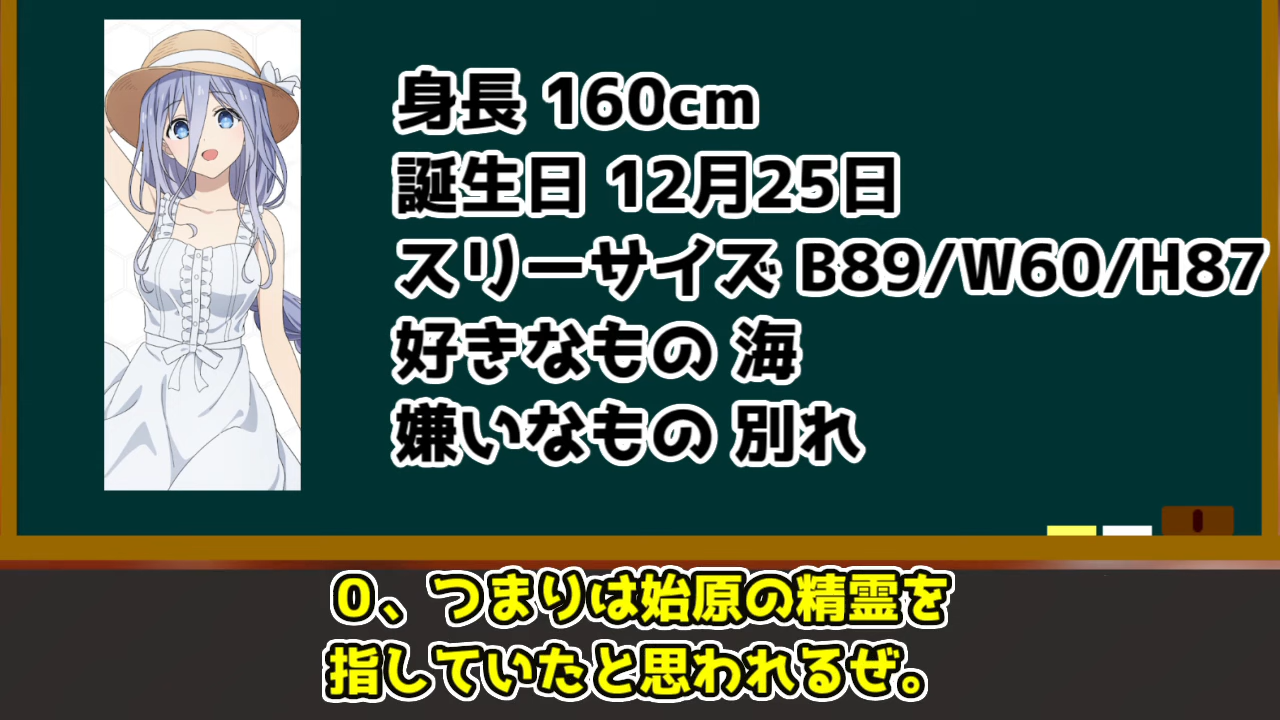 身長 160cm
誕生日 12月25日
スリーサイズ B89/W60/H87
好きなもの 海
嫌いなもの 別れ
０、つまりは始原の精霊を
指していたと思われるぜ。